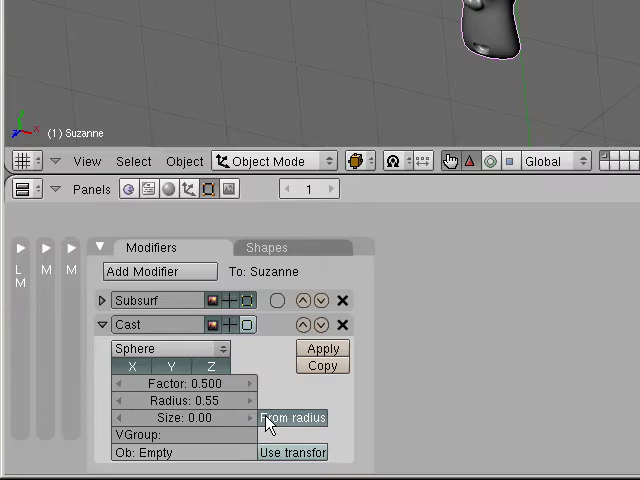 (1) Suzanne
View Select Object Object Mode Global
Panels 1
Modifiers Shapes
L M M
M
Add Modifier To: Suzanne
Subsurf
Cast
Sphere Apply
X Y Z Copy
Factor: 0.500
Radius: 0.55
Size: 0.00 From radius
VGroup:
Ob: Empty Use transfor